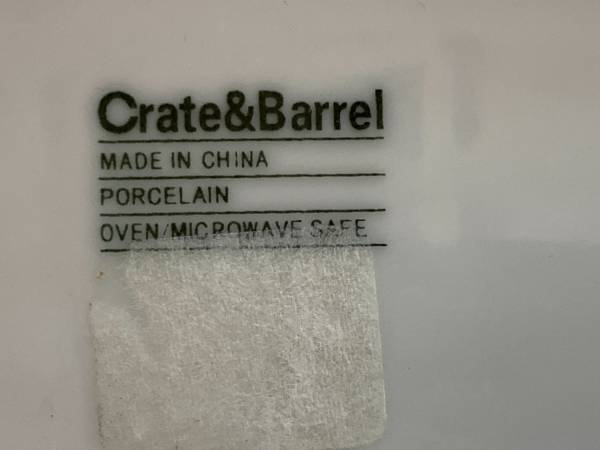 Crate&Barrel
MADE IN CHINA
PORCELAIN
OVEN/MICROWAVE SAFE